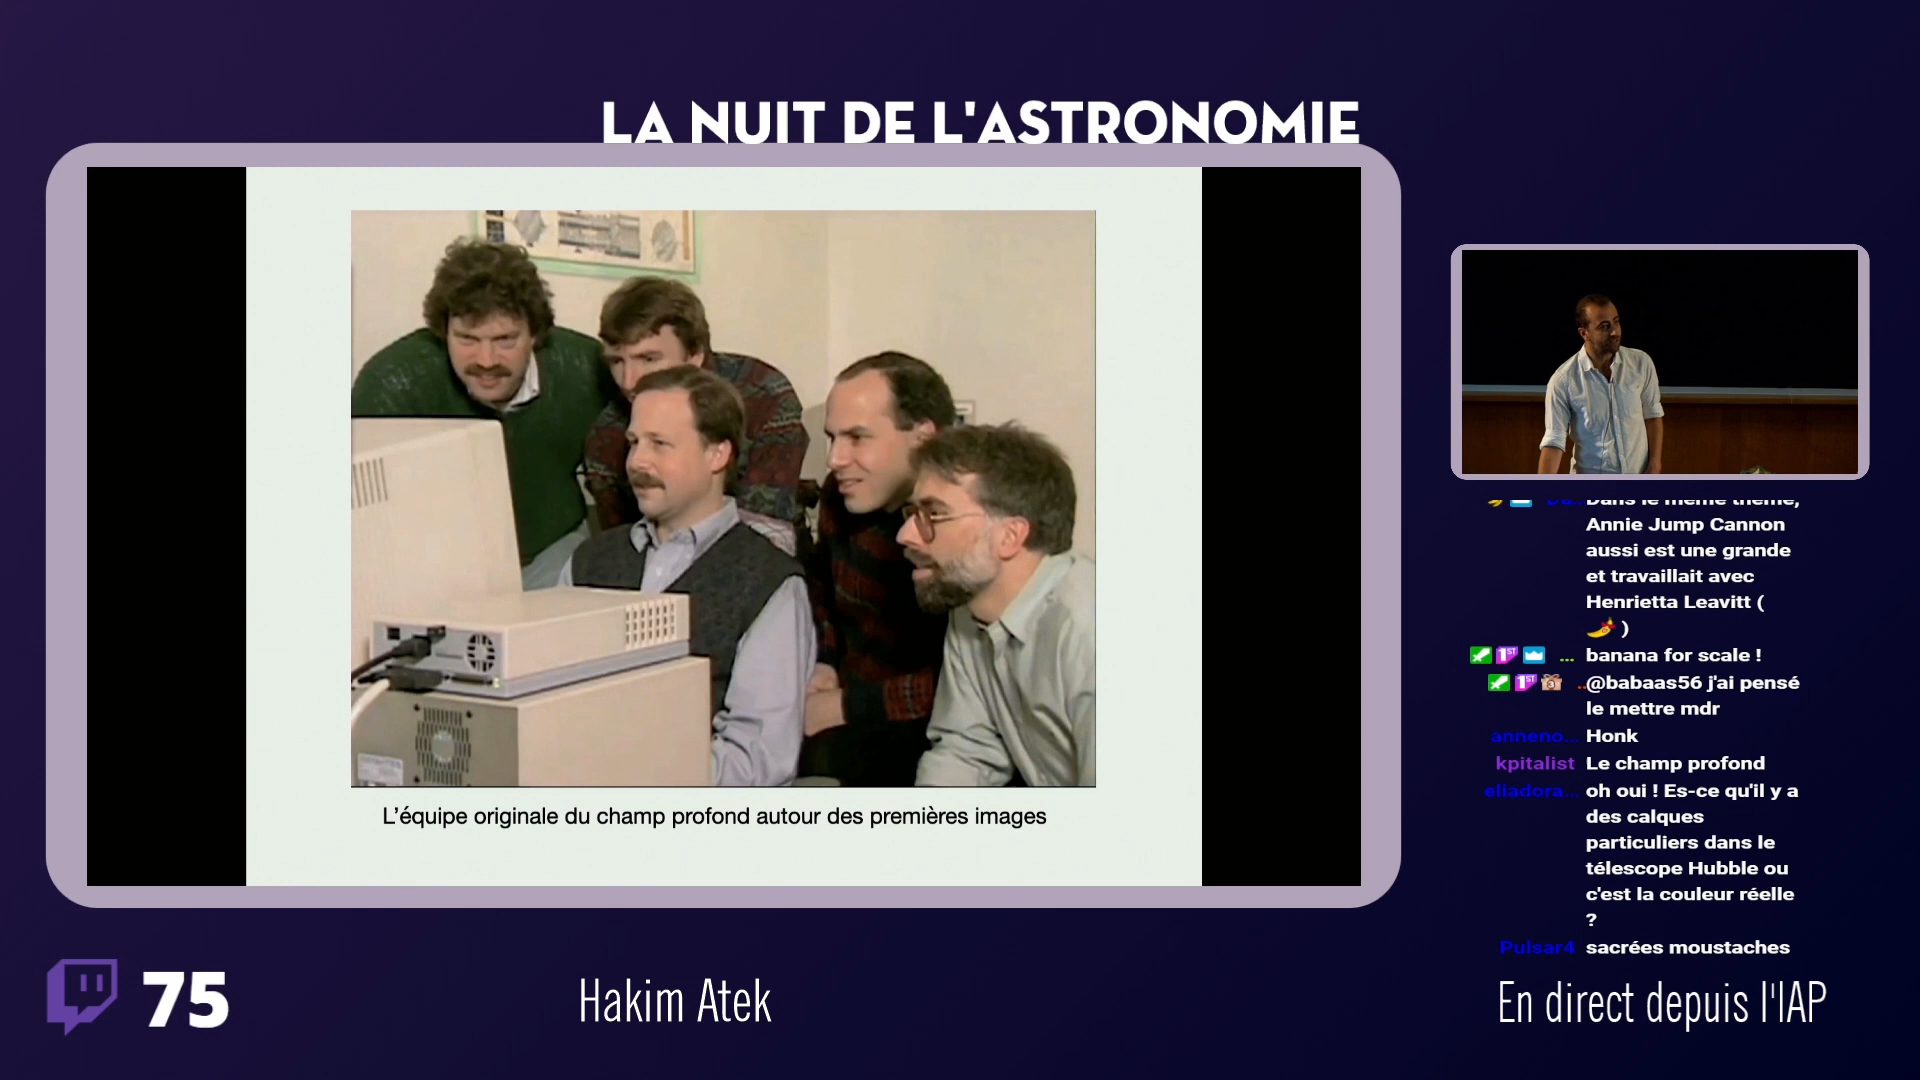 LA NUIT DE L'ASTRONOMIE
L'équipe originale du champ profond autour des premières images
Dans le même thème,
Annie Jump Cannon
aussi est une grande
et travaillait avec
Henrietta Leavitt (
)
... banana for scale !
..@babaas56 j'ai pensé
le mettre mdr
anneno... Honk
kpitalist Le champ profond
eliadora... oh oui ! Es-ce qu'il y a
des calques
particuliers dans le
télescope Hubble ou
c'est la couleur réelle
?
Pulsar4 sacrées moustaches
75
Hakim Atek
En direct depuis l'IAP